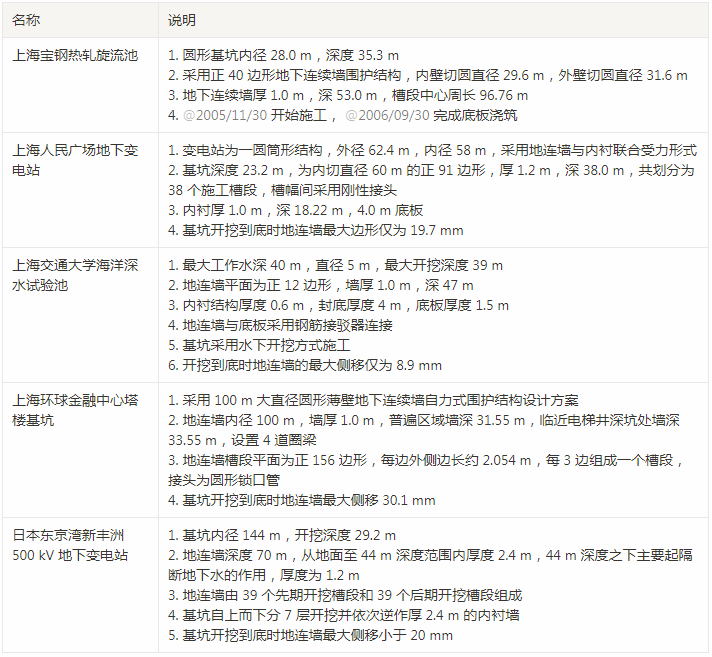 名称
说明
上海宝钢热轧旋流池
1. 圆形基坑内径 28.0 m，深度 35.3 m
2. 采用正 40 边形地下连续墙围护结构，内壁切圆直径 29.6 m，外壁切圆直径 31.6 m
3. 地下连续墙厚 1.0 m，深 53.0 m，槽段中心周长 96.76 m
4. @2005/11/30 开始施工， @2006/09/30 完成底板浇筑
上海人民广场地下变
电站
1. 变电站为一圆筒形结构，外径 62.4 m，内径 58 m，采用地连墙与内衬联合受力形式
2. 基坑深度 23.2 m，为内切直径 60 m 的正 91 边形，厚 1.2 m，深 38.0 m，共划分为
38 个施工槽段，槽幅间采用刚性接头
3. 内衬厚 1.0 m，深 18.22 m，4.0 m 底板
4. 基坑开挖到底时地连墙最大边形仅为 19.7 mm
上海交通大学海洋深
水试验池
1. 最大工作水深 40 m，直径 5 m，最大开挖深度 39 m
2. 地连墙平面为正 12 边形，墙厚 1.0 m，深 47 m
3. 内衬结构厚度 0.6 m，封底厚度 4 m，底板厚度 1.5 m
4. 地连墙与底板采用钢筋接驳器连接
5. 基坑采用水下开挖方式施工
6. 开挖到底时地连墙的最大侧移仅为 8.9 mm
上海环球金融中心塔
楼基坑
1. 采用 100 m 大直径圆形薄壁地下连续墙自力式围护结构设计方案
2. 地连墙内径 100 m，墙厚 1.0 m，普遍区域墙深 31.55 m，临近电梯井深坑处墙深
33.55 m，设置 4 道圈梁
3. 地连墙槽段平面为正 156 边形，每边外侧边长约 2.054 m，每 3 边组成一个槽段，
接头为圆形锁口管
4. 基坑开挖到底时地连墙最大侧移 30.1 mm
日本东京湾新丰洲
500 kV 地下变电站
1. 基坑内径 144 m，开挖深度 29.2 m
2. 地连墙深度 70 m，从地面至 44 m 深度范围内厚度 2.4 m，44 m 深度之下主要起隔
断地下水的作用，厚度为 1.2 m
3. 地连墙由 39 个先期开挖槽段和 39 个后期开挖槽段组成
4. 基坑自上而下分 7 层开挖并依次逆作厚 2.4 m 的内衬墙
5. 基坑开挖到底时地连墙最大侧移小于 20 mm